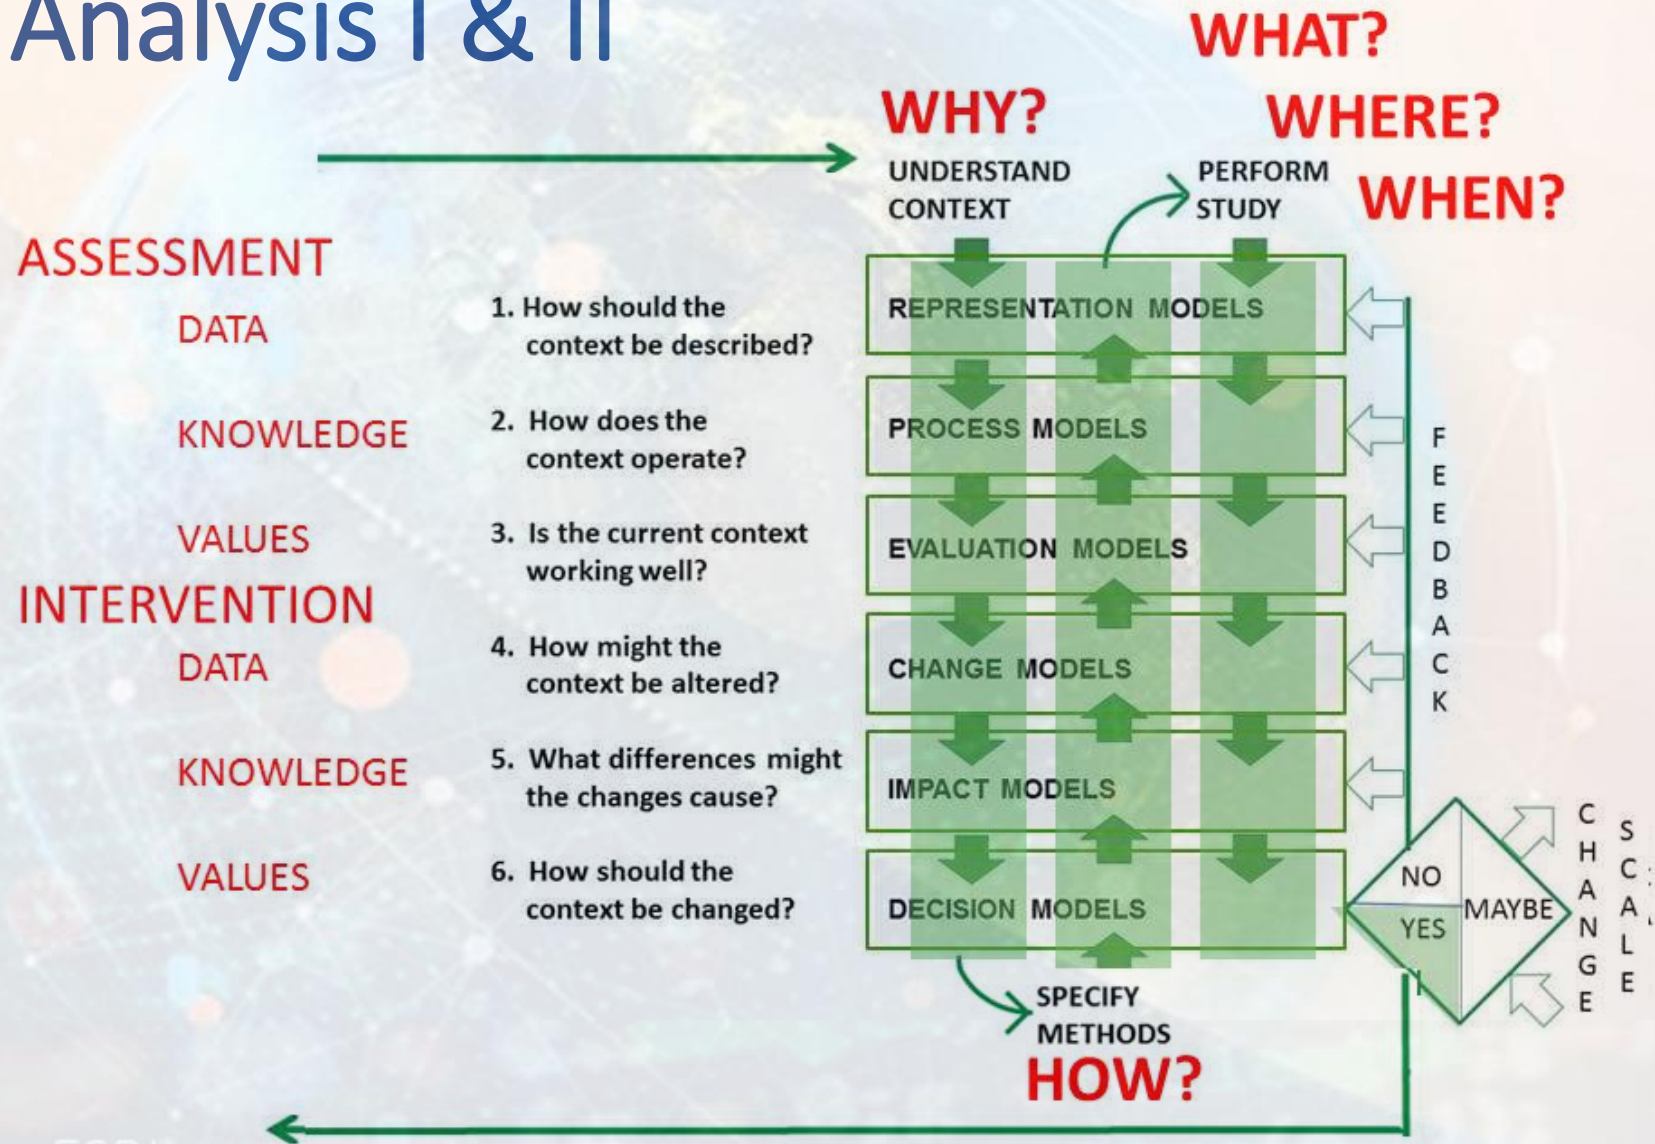 Analysis I & II
WHAT?
WHY?
WHERE?
WHEN?
UNDERSTAND
CONTEXT
PERFORM
STUDY
ASSESSMENT
DATA
1. How should the
context be described?
REPRESENTATION MODELS
KNOWLEDGE
2. How does the
context operate?
PROCESS MODELS
VALUES
3. Is the current context
working well?
EVALUATION MODELS
INTERVENTION
DATA
4. How might the
context be altered?
CHANGE MODELS
KNOWLEDGE
5. What differences might
the changes cause?
IMPACT MODELS
VALUES
6. How should the
context be changed?
DECISION MODELS
FEEDBACK
NO
YES
MAYBE
CHANGE
SCALE
SPECIFY
METHODS
HOW?